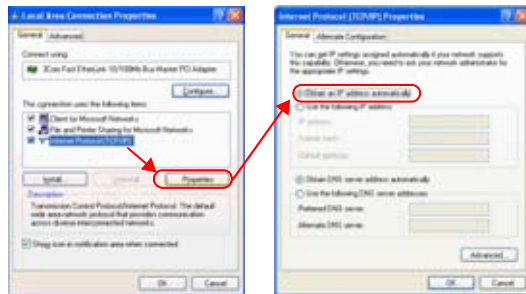 Local Area Connection Properties
General Advanced
Connect using:
3Com Fast EtherLink 10/100Mb Bus-Master PCI Adapter
Configure...
This connection uses the following items:
Client for Microsoft Networks
File and Printer Sharing for Microsoft Networks
Internet Protocol (TCP/IP)
Install... Uninstall Properties
Description
Transmission Control Protocol/Internet Protocol. The default
wide area network protocol that provides communication
across diverse interconnected networks.
Show icon in notification area when connected
OK Cancel
Internet Protocol (TCP/IP) Properties
General Alternate Configuration
You can get IP settings assigned automatically if your network supports
this capability. Otherwise, you need to ask your network administrator for
the appropriate IP settings.
Obtain an IP address automatically
Use the following IP address:
IP address:
Subnet mask:
Default gateway:
Obtain DNS server address automatically
Use the following DNS server addresses:
Preferred DNS server:
Alternate DNS server:
Advanced...
OK Cancel